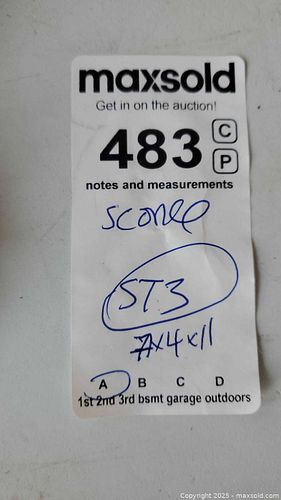 maxsold
Get in on the auction!
483 C
P
notes and measurements
Sconce
ST3
7x4x11
A B C D
1st 2nd 3rd bsmt garage outdoors
Copyright 2025 - maxsold.com